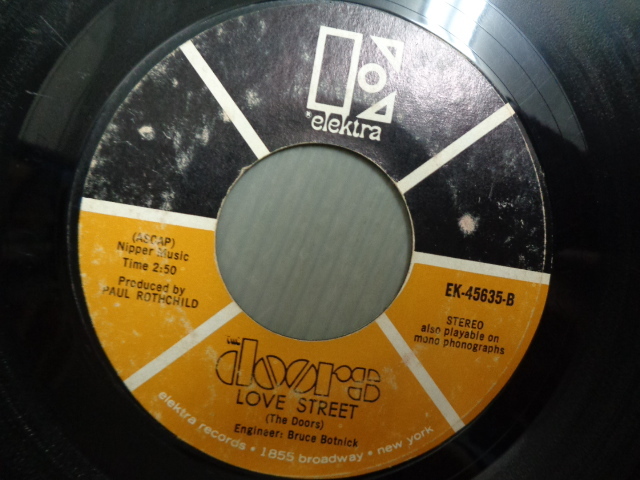 elektra
(ASCAP)
Nipper Music
Time 2:50
Produced by
PAUL ROTHCHILD
EK-45635-B
STEREO
also playable on
mono phonographs
THE
doors
LOVE STREET
(The Doors)
Engineer: Bruce Botnick
elektra records • 1855 broadway • new york